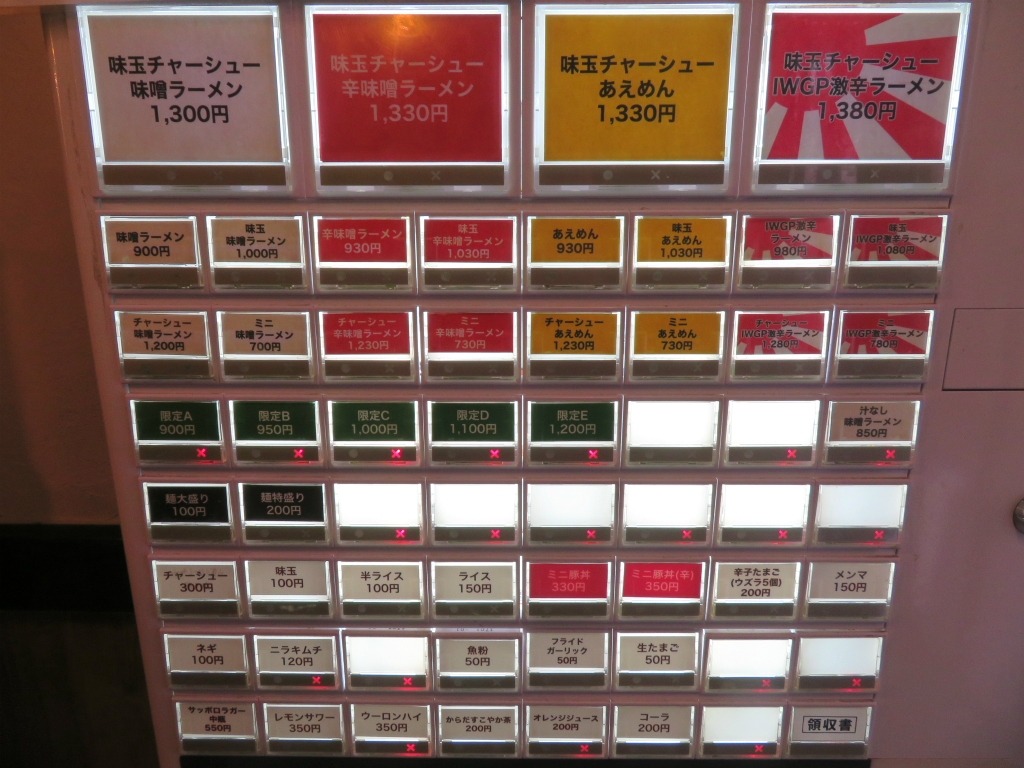 味玉チャーシュー
味噌ラーメン
1,300円
味玉チャーシュー
辛味噌ラーメン
1,330円
味玉チャーシュー
あえめん
1,330円
味玉チャーシュー
IWGP激辛ラーメン
1,380円
味噌ラーメン
900円
味玉
味噌ラーメン
1,000円
辛味噌ラーメン
930円
味玉
辛味噌ラーメン
1,030円
あえめん
930円
味玉
あえめん
1,030円
IWGP激辛
ラーメン
980円
味玉
IWGP激辛ラーメン
1,080円
チャーシュー
味噌ラーメン
1,200円
ミニ
味噌ラーメン
700円
チャーシュー
辛味噌ラーメン
1,230円
ミニ
辛味噌ラーメン
730円
チャーシュー
あえめん
1,230円
ミニ
あえめん
730円
チャーシュー
IWGP激辛ラーメン
1,280円
ミニ
IWGP激辛ラーメン
780円
限定A
900円
限定B
950円
限定C
1,000円
限定D
1,100円
限定E
1,200円
汁なし
味噌ラーメン
850円
麺大盛り
100円
麺特盛り
200円
チャーシュー
300円
味玉
100円
半ライス
100円
ライス
150円
ミニ豚丼
330円
ミニ豚丼(辛)
350円
辛子たまご
(ウズラ5個)
200円
メンマ
150円
ネギ
100円
ニラキムチ
120円
魚粉
50円
フライド
ガーリック
50円
生たまご
50円
サッポロラガー
中瓶
550円
レモンサワー
350円
ウーロンハイ
350円
からだすこやか茶
200円
オレンジジュース
200円
コーラ
200円
領収書